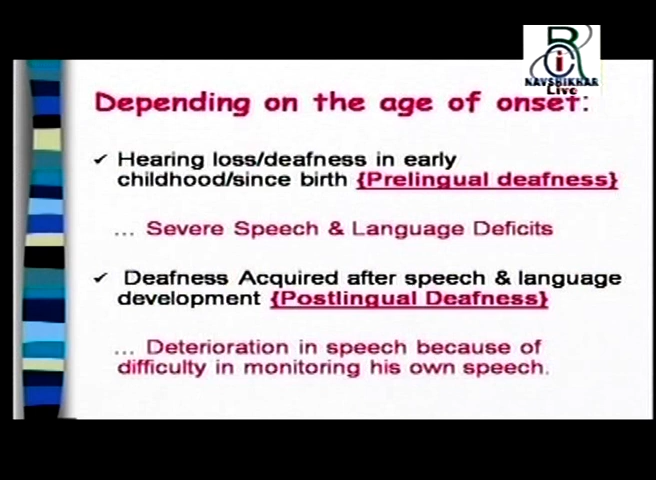 R
ci
NAVSHIKHAR
Live
Depending on the age of onset:
✓ Hearing loss/deafness in early
childhood/since birth {Prelingual deafness}
... Severe Speech & Language Deficits
✓ Deafness Acquired after speech & language
development {Postlingual Deafness}
... Deterioration in speech because of
difficulty in monitoring his own speech.